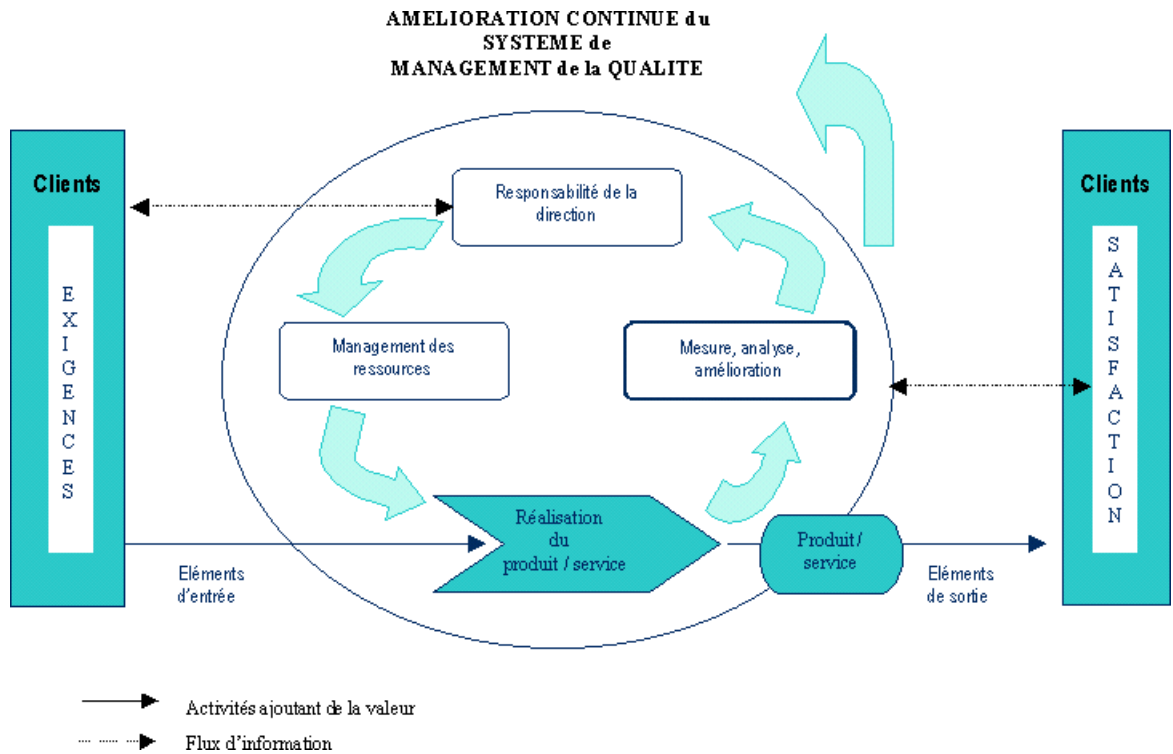 AMELIORATION CONTINUE du
SYSTEME de
MANAGEMENT de la QUALITE
Clients
EXIGENCES
Responsabilité de la
direction
Management des
ressources
Mesure, analyse,
amélioration
Réalisation
du
produit / service
Produit /
service
Eléments
d'entrée
Eléments
de sortie
Clients
SATISFACTION
Activités ajoutant de la valeur
Flux d'information